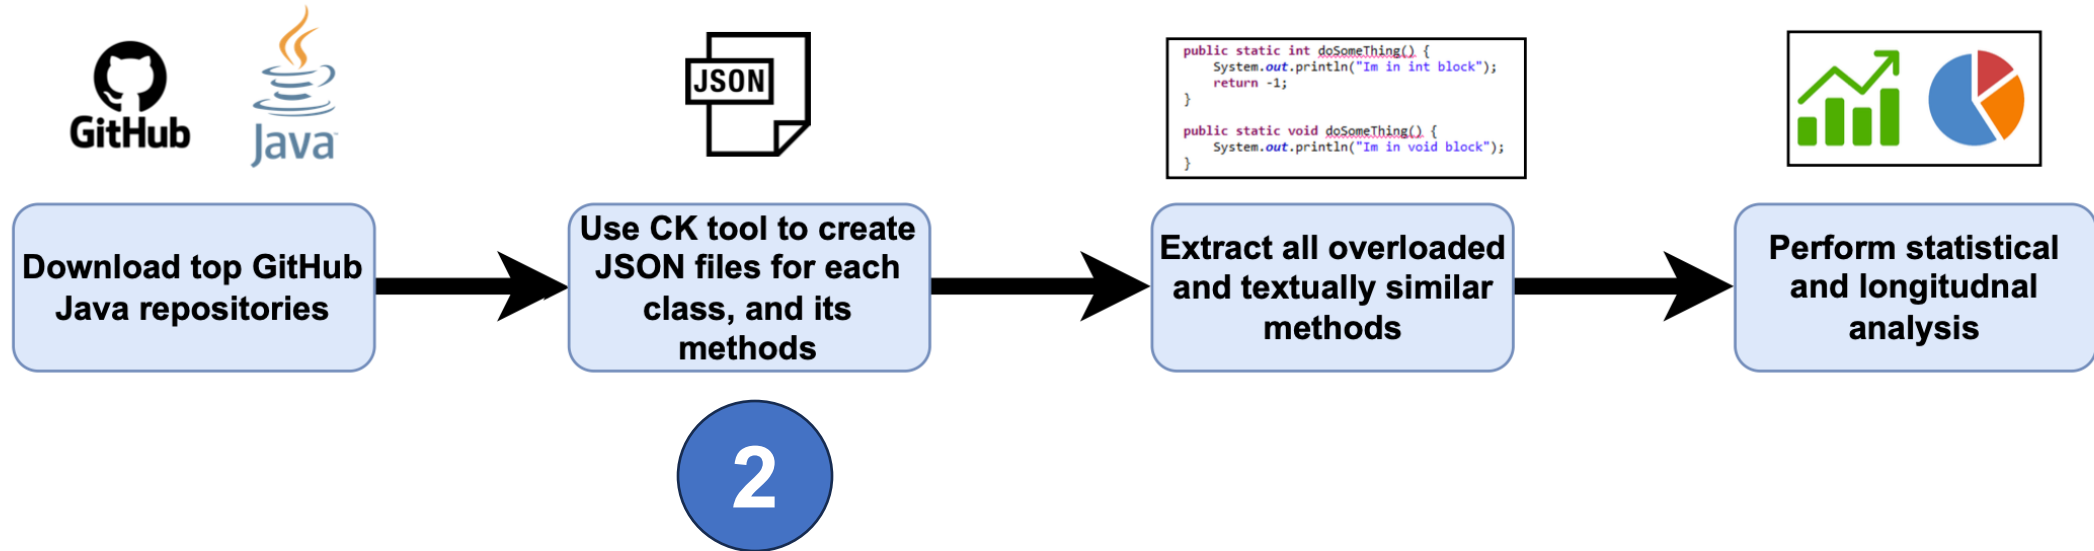 GitHub
Java
JSON
public static int doSomeThing() {
System.out.println("Im in int block");
return -1;
}
public static void doSomeThing() {
System.out.println("Im in void block");
}
Download top GitHub
Java repositories
Use CK tool to create
JSON files for each
class, and its
methods
Extract all overloaded
and textually similar
methods
Perform statistical
and longitudnal
analysis
2